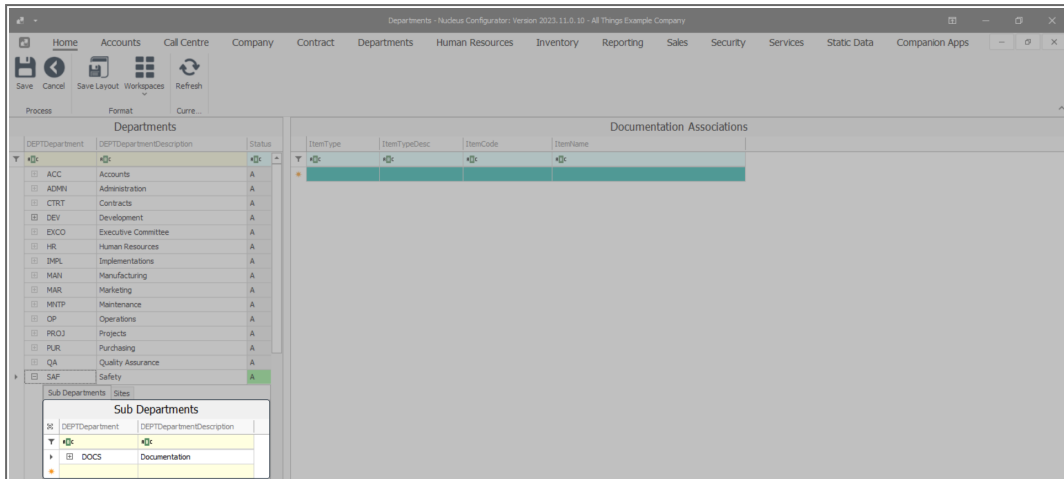 Departments - Nucleus Configurator: Version 2023.11.0.10 - All Things Example Company
Home Accounts Call Centre Company Contract Departments Human Resources Inventory Reporting Sales Security Services Static Data Companion Apps
Save Cancel Save Layout Workspaces Refresh
Process Format Curre...
Departments
DEPTDepartment DEPTDepartmentDescription Status
ACC Accounts A
ADMN Administration A
CTRT Contracts A
DEV Development A
EXCO Executive Committee A
HR Human Resources A
IMPL Implementations A
MAN Manufacturing A
MAR Marketing A
MNTP Maintenance A
OP Operations A
PROJ Projects A
PUR Purchasing A
QA Quality Assurance A
SAF Safety A
Sub Departments Sites
Sub Departments
DEPTDepartment DEPTDepartmentDescription
DOCS Documentation
Documentation Associations
ItemType ItemTypeDesc ItemCode ItemName